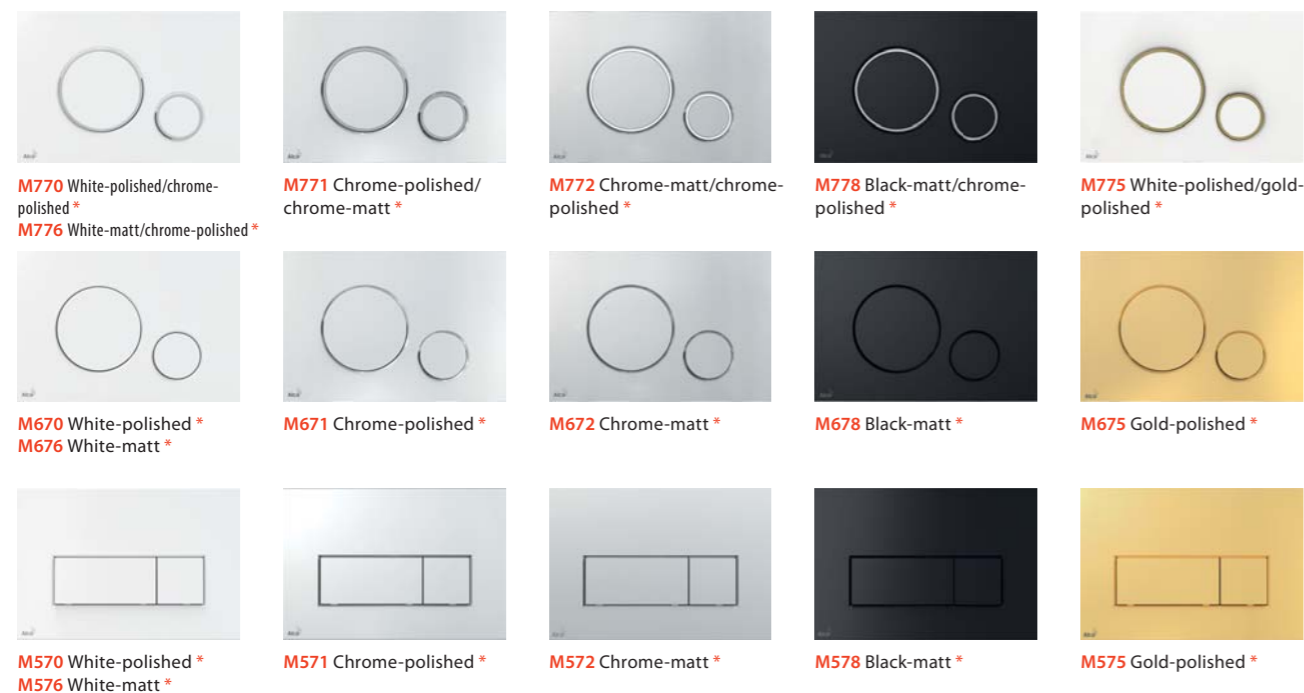 M770 White-polished/chrome-
polished *
M776 White-matt/chrome-polished *
M771 Chrome-polished/
chrome-matt *
M772 Chrome-matt/chrome-
polished *
M778 Black-matt/chrome-
polished *
M775 White-polished/gold-
polished *
M670 White-polished *
M676 White-matt *
M671 Chrome-polished *
M672 Chrome-matt *
M678 Black-matt *
M675 Gold-polished *
M570 White-polished *
M576 White-matt *
M571 Chrome-polished *
M572 Chrome-matt *
M578 Black-matt *
M575 Gold-polished *